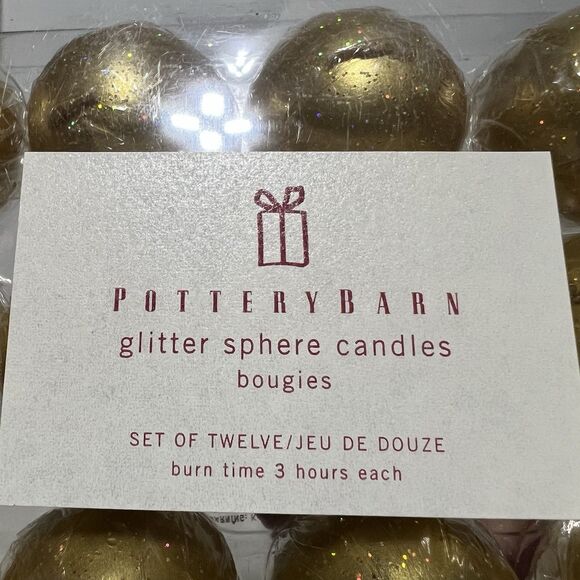 POTTERYBARN
glitter sphere candles
bougies
SET OF TWELVE/JEU DE DOUZE
burn time 3 hours each